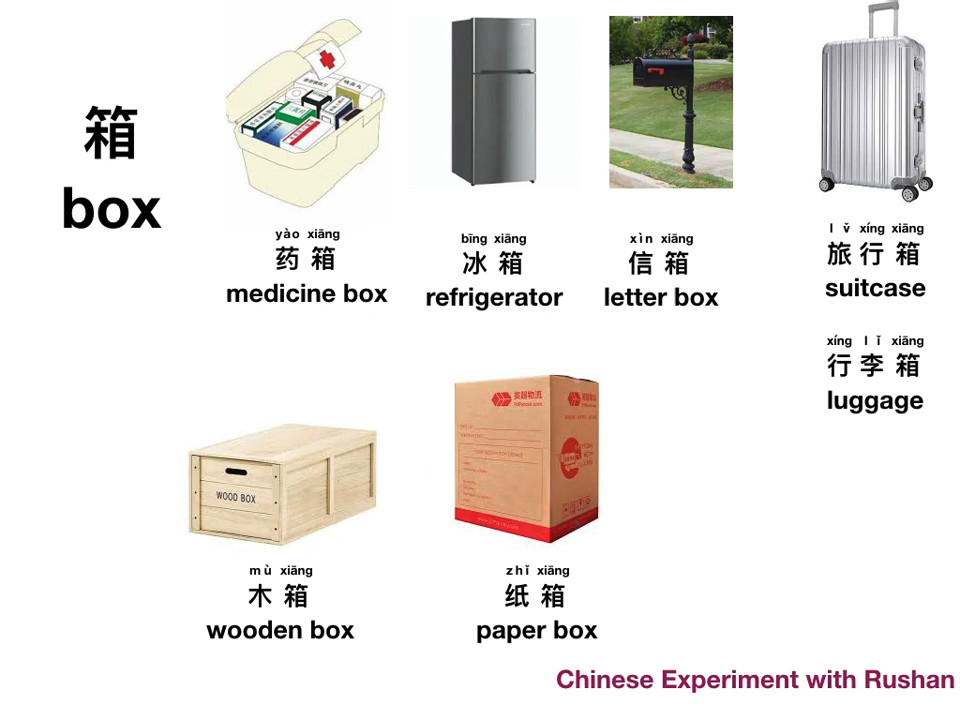 箱
box
yào xiāng
药箱
medicine box
bīng xiāng
冰箱
refrigerator
xìn xiāng
信箱
letter box
lǚ xíng xiāng
旅行箱
suitcase
xíng lǐ xiāng
行李箱
luggage
WOOD BOX
mù xiāng
木箱
wooden box
zhǐ xiāng
纸箱
paper box
Chinese Experiment with Rushan